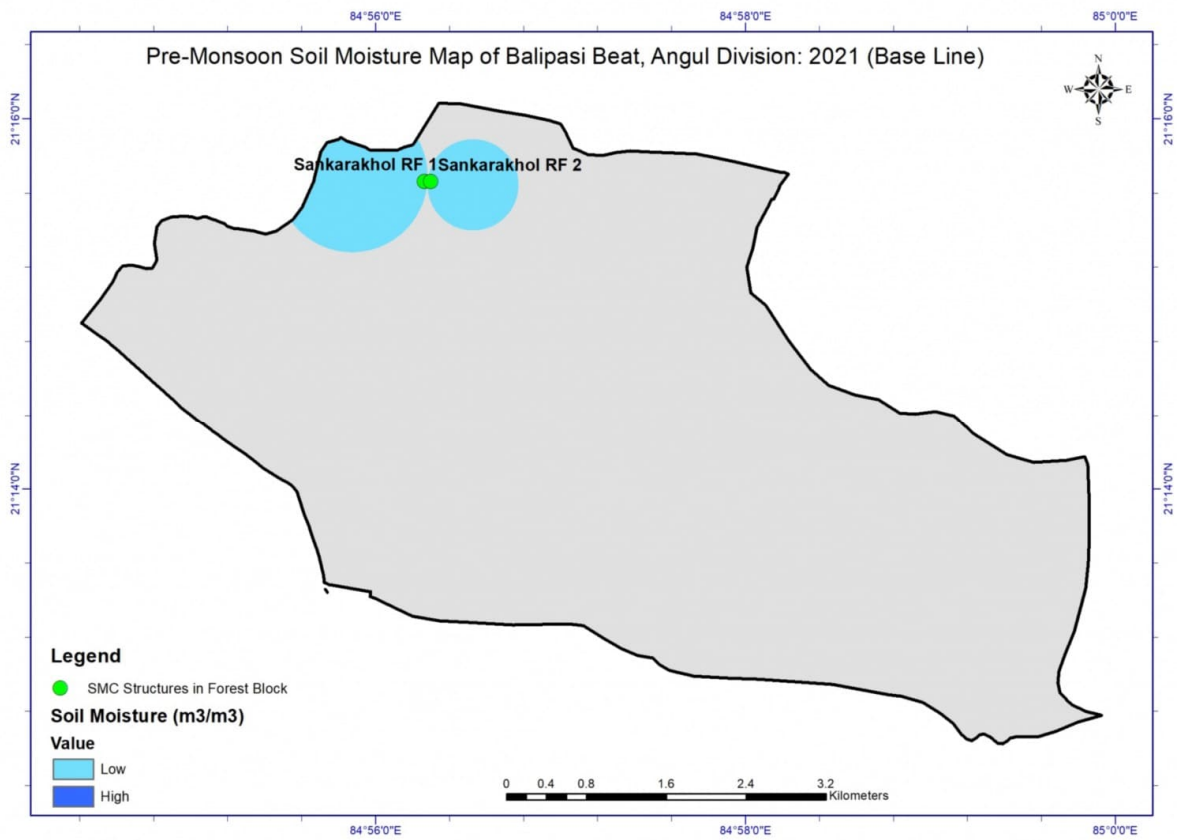 84°56'0"E 84°58'0"E 85°0'0"E
Pre-Monsoon Soil Moisture Map of Balipasi Beat, Angul Division: 2021 (Base Line)
N
W E
S
21°16'0"N 21°16'0"N
Sankarakhol RF 1 Sankarakhol RF 2
21°14'0"N 21°14'0"N
Legend
SMC Structures in Forest Block
Soil Moisture (m3/m3)
Value
Low
High
0 0.4 0.8 1.6 2.4 3.2
Kilometers
84°56'0"E 84°58'0"E 85°0'0"E